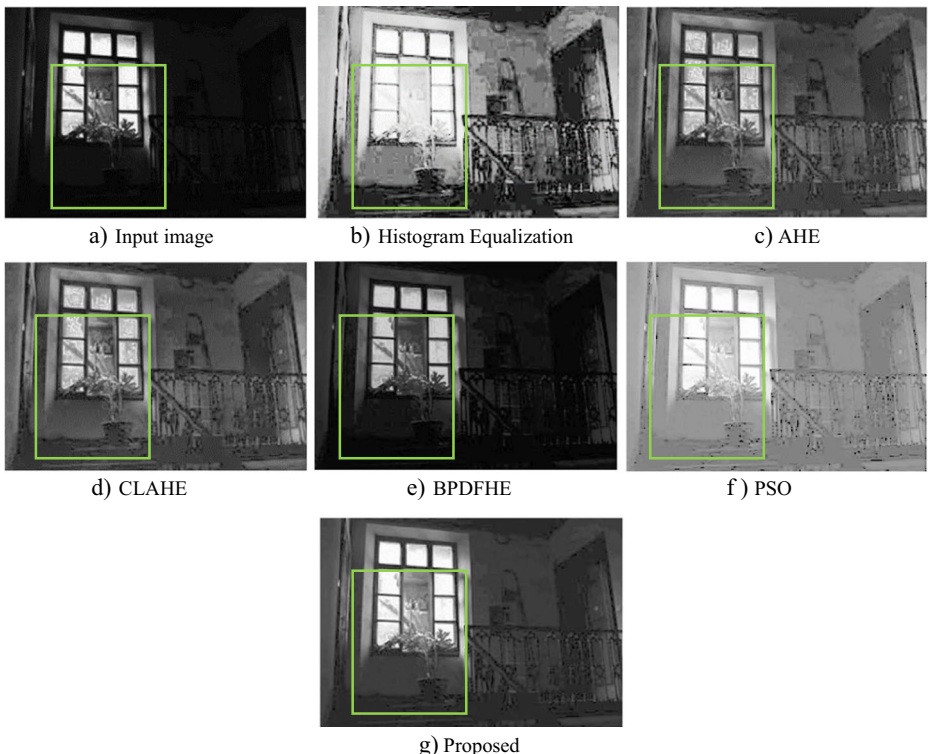 a) Input image
b) Histogram Equalization
c) AHE
d) CLAHE
e) BPDFHE
f ) PSO
g) Proposed